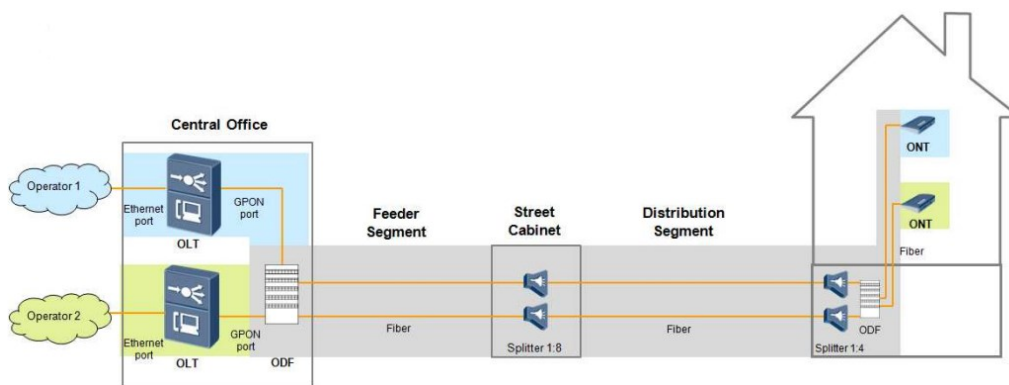 Central Office
Operator 1
Ethernet
port
GPON
port
OLT
Feeder
Segment
Street
Cabinet
Distribution
Segment
ONT
ONT
Fiber
Operator 2
Ethernet
port
GPON
port
OLT
ODF
Fiber
Splitter 1:8
Fiber
Splitter 1:4
ODF